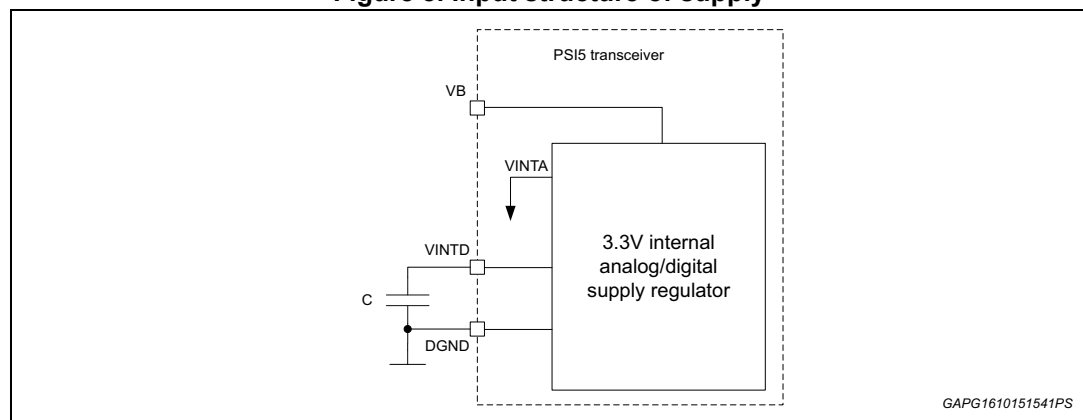 Figure Input structure of supply
PSI5 transceiver
VB
VINTA
VINTD
3.3V internal
analog/digital
supply regulator
C
DGND
GAPG1610151541PS